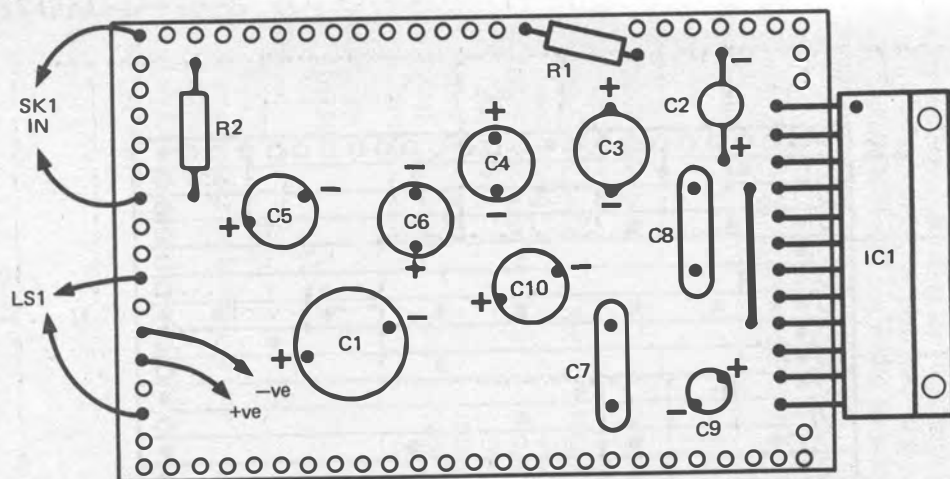 SK1
IN
R2
R1
C2
−
+
+
C4
−
+
C3
−
C5
−
+
−
C6
+
C8
IC1
LS1
C10
−
+
C1
−
+
C7
−ve
+ve
+
−
C9